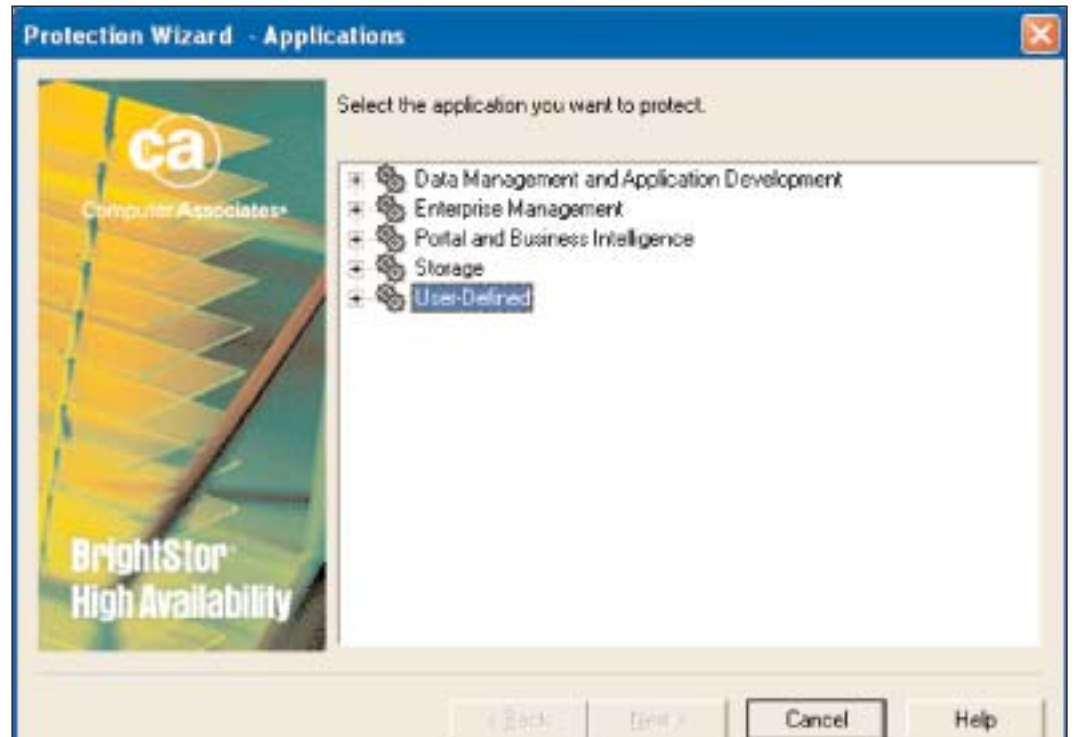 Protection Wizard - Applications
ca
Computer Associates®
Select the application you want to protect.
Data Management and Application Development
Enterprise Management
Portal and Business Intelligence
Storage
User-Defined
BrightStor®
High Availability
< Back
Next >
Cancel
Help